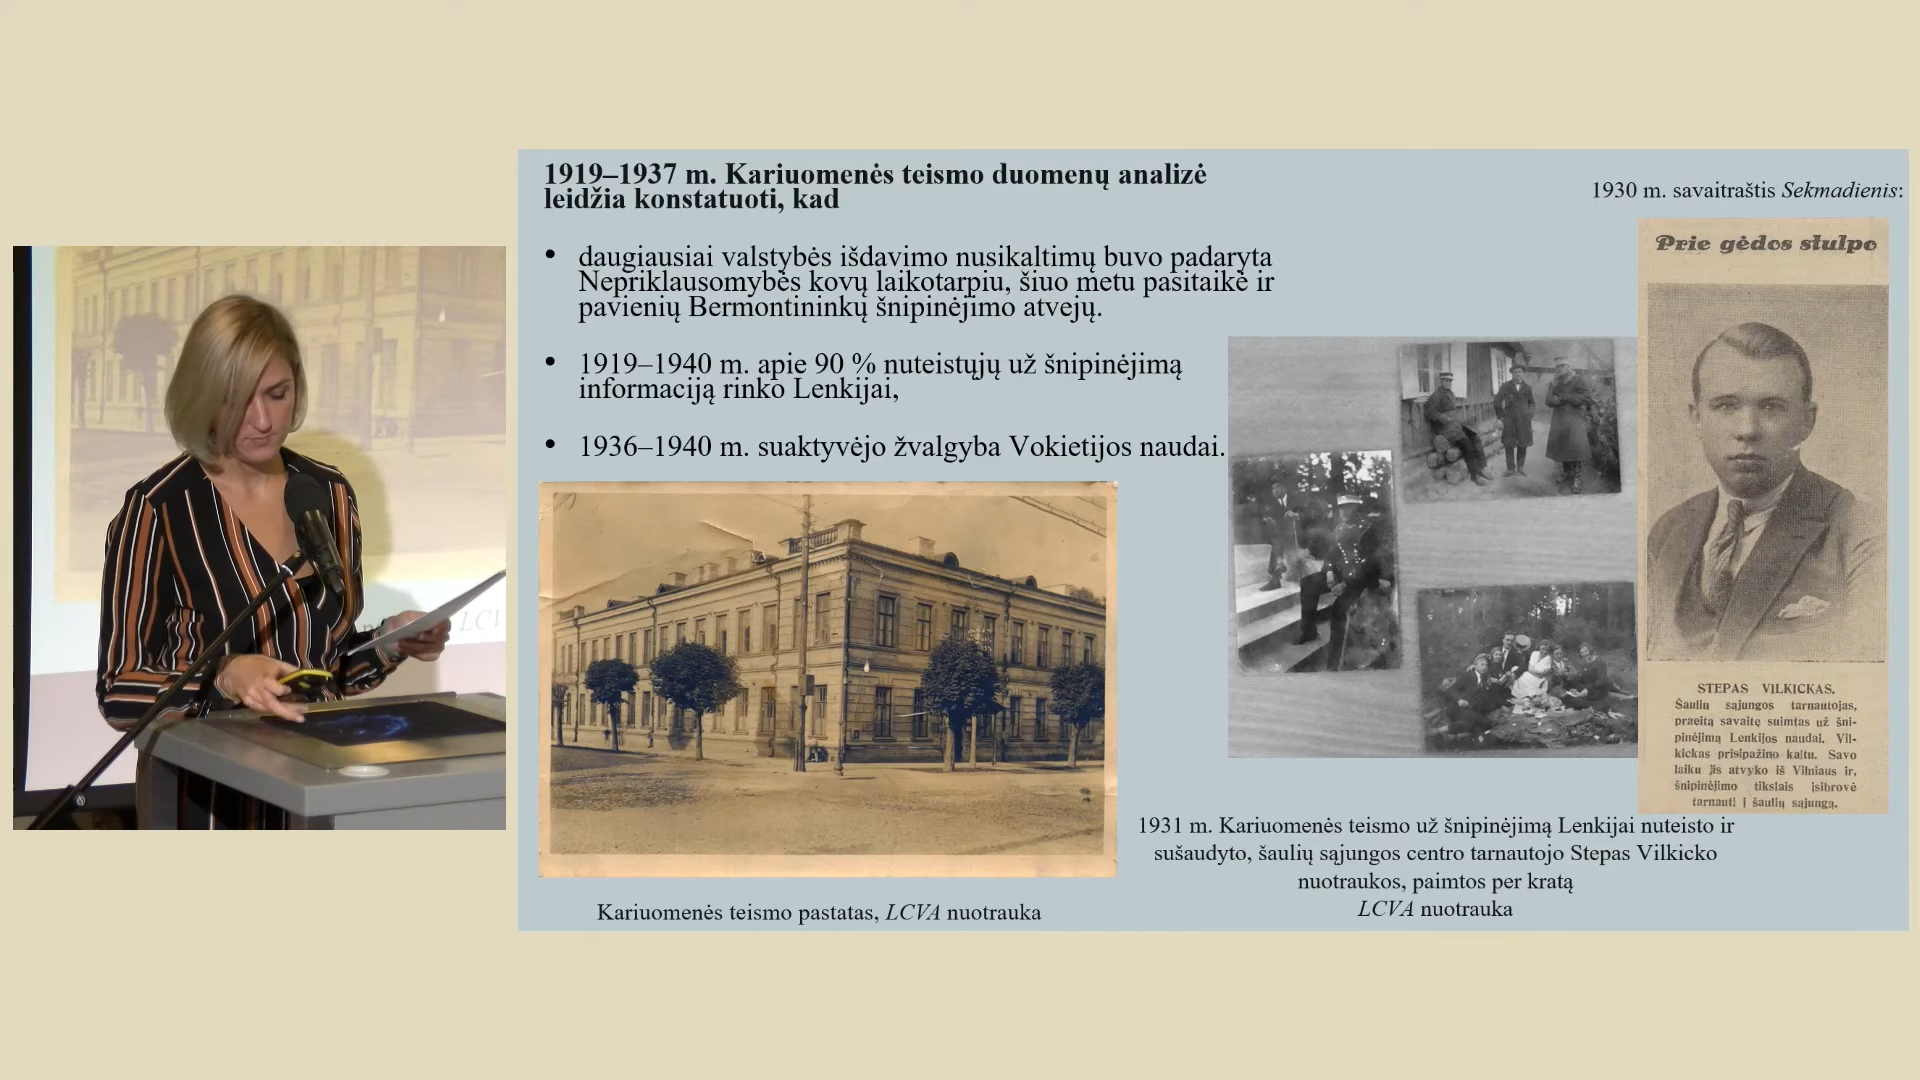 1919–1937 m. Kariuomenės teismo duomenų analizė
leidžia konstatuoti, kad
• daugiausiai valstybės išdavimo nusikaltimų buvo padaryta
Nepriklausomybės kovų laikotarpiu, šiuo metu pasitaikė ir
pavienių Bermontininkų šnipinėjimo atvejų.
• 1919–1940 m. apie 90 % nuteistųjų už šnipinėjimą
informaciją rinko Lenkijai,
• 1936–1940 m. suaktyvėjo žvalgyba Vokietijos naudai.
Kariuomenės teismo pastatas, LCVA nuotrauka
1930 m. savaitraštis Sekmadienis:
Prie gėdos stulpo
STEPAS VILKICKAS.
Šaulių sąjungos tarnautojas,
praeitą savaitę suimtas už šni-
pinėjimą Lenkijos naudai. Vil-
kickas prisipažino kaltu. Savo
laiku jis atvyko iš Vilniaus ir,
šnipinėjimo tikslais įsibrovė
tarnauti į šaulių sąjungą.
1931 m. Kariuomenės teismo už šnipinėjimą Lenkijai nuteisto ir
sušaudyto, šaulių sąjungos centro tarnautojo Stepas Vilkicko
nuotraukos, paimtos per kratą
LCVA nuotrauka